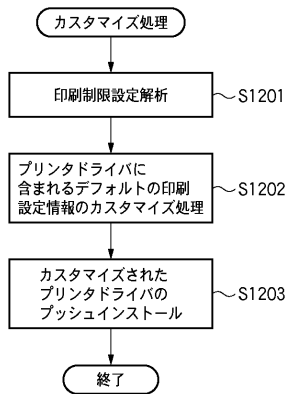 カスタマイズ処理
印刷制限設定解析
S1201
プリンタドライバに
含まれるデフォルトの印刷
設定情報のカスタマイズ処理
S1202
カスタマイズされた
プリンタドライバの
プッシュインストール
S1203
終了